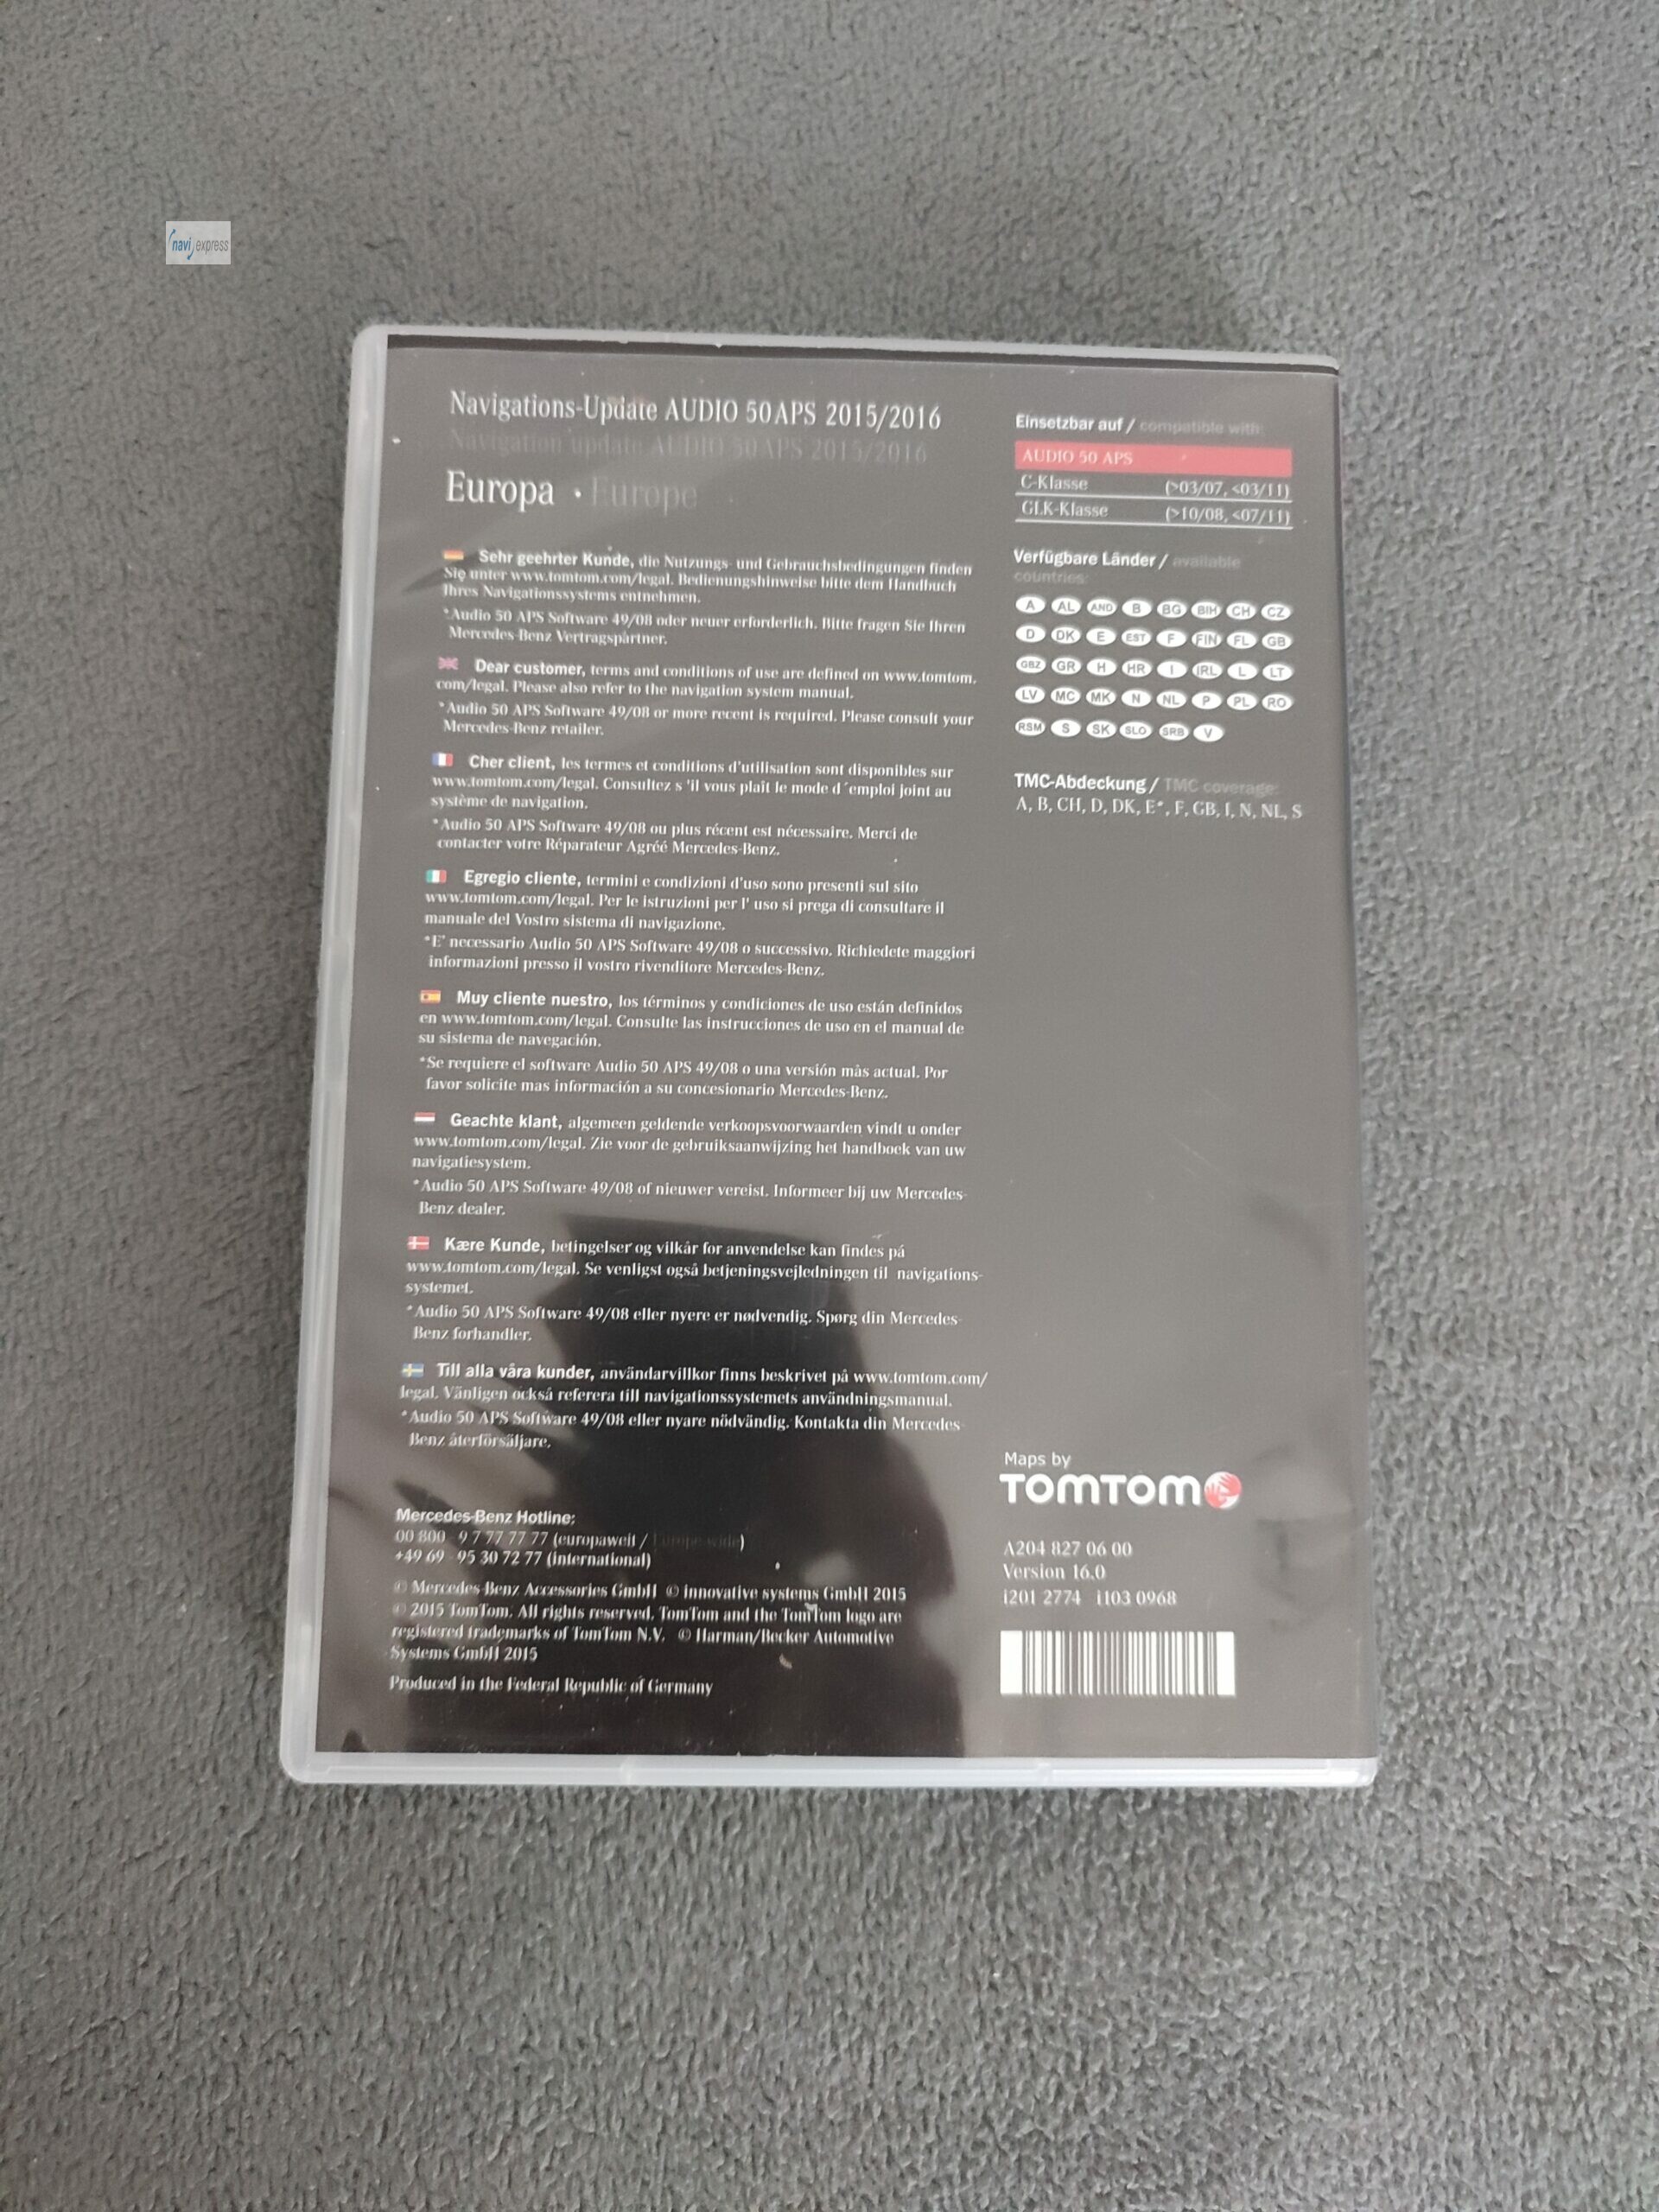 navi express
Navigations-Update AUDIO 50 APS 2015/2016
Navigation update AUDIO 50 APS 2015/2016
Europa · Europe
Sehr geehrter Kunde, die Nutzungs- und Gebrauchsbedingungen finden
Sie unter www.tomtom.com/legal. Bedienungshinweise bitte dem Handbuch
Ihres Navigationssystems entnehmen.
*Audio 50 APS Software 49/08 oder neuer erforderlich. Bitte fragen Sie Ihren
Mercedes-Benz Vertragspartner.
Dear customer, terms and conditions of use are defined on www.tomtom.
com/legal. Please also refer to the navigation system manual.
*Audio 50 APS Software 49/08 or more recent is required. Please consult your
Mercedes-Benz retailer.
Cher client, les termes et conditions d'utilisation sont disponibles sur
www.tomtom.com/legal. Consultez s 'il vous plaît le mode d ´emploi joint au
système de navigation.
*Audio 50 APS Software 49/08 ou plus récent est nécessaire. Merci de
contacter votre Réparateur Agréé Mercedes-Benz.
Egregio cliente, termini e condizioni d'uso sono presenti sul sito
www.tomtom.com/legal. Per le istruzioni per l' uso si prega di consultare il
manuale del Vostro sistema di navigazione.
*E' necessario Audio 50 APS Software 49/08 o successivo. Richiedete maggiori
informazioni presso il vostro rivenditore Mercedes-Benz.
Muy cliente nuestro, los términos y condiciones de uso están definidos
en www.tomtom.com/legal. Consulte las instrucciones de uso en el manual de
su sistema de navegación.
*Se requiere el software Audio 50 APS 49/08 o una versión màs actual. Por
favor solicite mas información a su concesionario Mercedes-Benz.
Geachte klant, algemeen geldende verkoopsvoorwaarden vindt u onder
www.tomtom.com/legal. Zie voor de gebruiksaanwijzing het handboek van uw
navigatiesystem.
*Audio 50 APS Software 49/08 of nieuwer vereist. Informeer bij uw Mercedes-
Benz dealer.
Kære Kunde, betingelser og vilkår for anvendelse kan findes på
www.tomtom.com/legal. Se venligst også betjeningsvejledningen til navigations-
systemet.
*Audio 50 APS Software 49/08 eller nyere er nødvendig. Spørg din Mercedes-
Benz forhandler.
Till alla våra kunder, användarvillkor finns beskrivet på www.tomtom.com/
legal. Vänligen också referera till navigationssystemets användningsmanual.
*Audio 50 APS Software 49/08 eller nyare nödvändig. Kontakta din Mercedes-
Benz återförsäljare.
Mercedes-Benz Hotline:
00 800 - 9 7 77 77 77 (europaweit / Europe-wide)
+49 69 - 95 30 72 77 (international)
© Mercedes-Benz Accessories GmbH © innovative systems GmbH 2015
© 2015 TomTom. All rights reserved. TomTom and the TomTom logo are
registered trademarks of TomTom N.V. © Harman/Becker Automotive
Systems GmbH 2015
Produced in the Federal Republic of Germany
Einsetzbar auf / compatible with:
AUDIO 50 APS
C-Klasse (>03/07, <03/11)
GLK-Klasse (>10/08, <07/11)
Verfügbare Länder / available
countries:
A AL AND B BG BIH CH CZ
D DK E EST F FIN FL GB
GBZ GR H HR I IRL L LT
LV MC MK N NL P PL RO
RSM S SK SLO SRB V
TMC-Abdeckung / TMC coverage:
A, B, CH, D, DK, E*, F, GB, I, N, NL, S
Maps by
TOMTOM
A204 827 06 00
Version 16.0
i201 2774 i103 0968